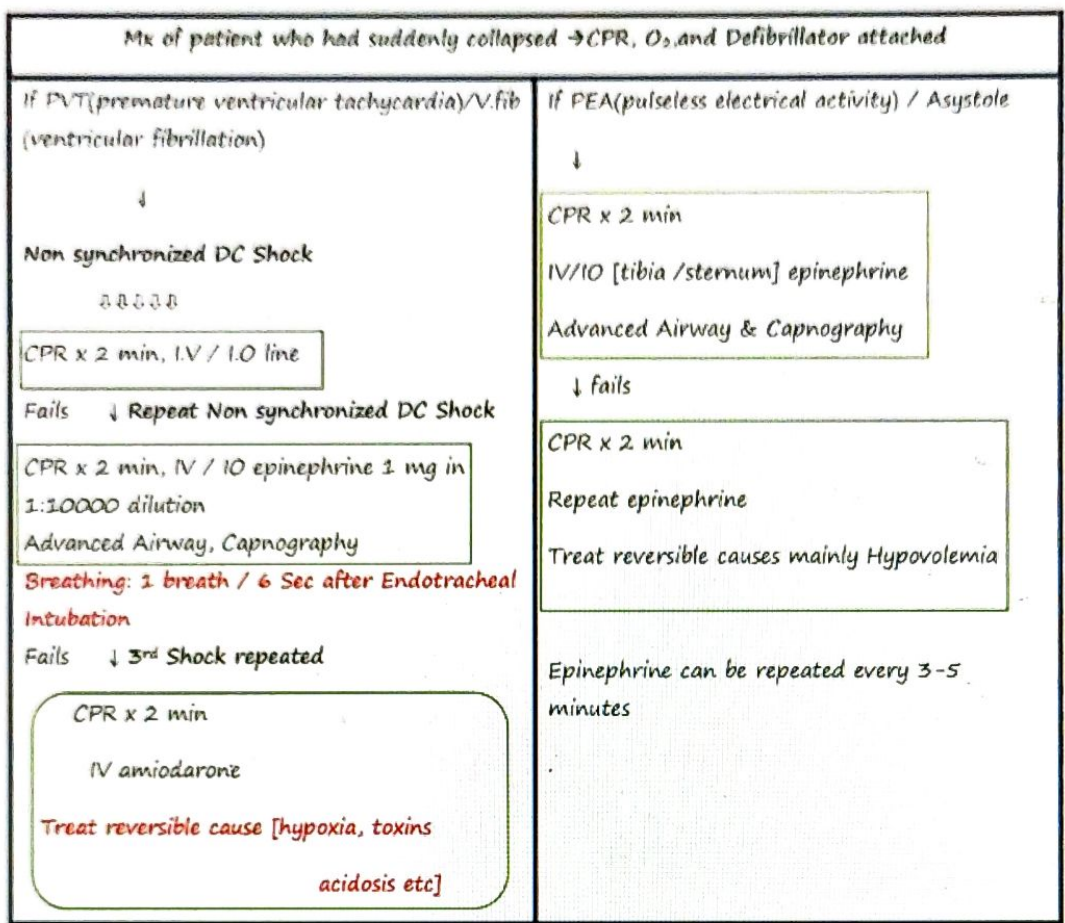 Mx of patient who had suddenly collapsed →CPR, O₂,and Defibrillator attached
If PVT(premature ventricular tachycardia)/V.fib
(ventricular fibrillation)
↓
Non synchronized DC Shock
⇩⇩⇩⇩⇩
CPR x 2 min, I.V / I.O line
Fails ↓ Repeat Non synchronized DC Shock
CPR x 2 min, IV / IO epinephrine 1 mg in
1:10000 dilution
Advanced Airway, Capnography
Breathing: 1 breath / 6 Sec after Endotracheal
Intubation
Fails ↓ 3rd Shock repeated
CPR x 2 min
IV amiodarone
Treat reversible cause [hypoxia, toxins
acidosis etc]
If PEA(pulseless electrical activity) / Asystole
↓
CPR x 2 min
IV/IO [tibia /sternum] epinephrine
Advanced Airway & Capnography
↓ fails
CPR x 2 min
Repeat epinephrine
Treat reversible causes mainly Hypovolemia
Epinephrine can be repeated every 3-5
minutes
.